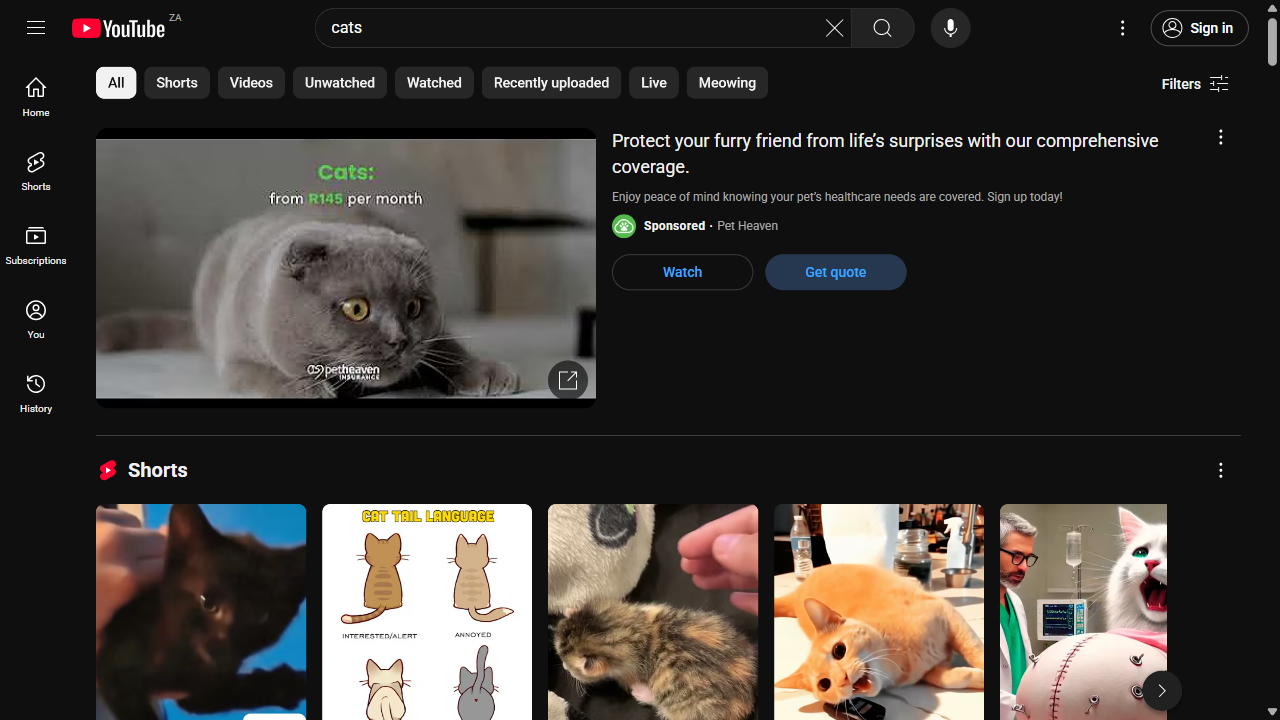 YouTube ZA
cats
Sign in
Home
Shorts
Subscriptions
You
History
All
Shorts
Videos
Unwatched
Watched
Recently uploaded
Live
Meowing
Filters
Cats:
from R145 per month
petheaven
INSURANCE
Protect your furry friend from life's surprises with our comprehensive
coverage.
Enjoy peace of mind knowing your pet's healthcare needs are covered. Sign up today!
Sponsored · Pet Heaven
Watch
Get quote
Shorts
CAT TAIL LANGUAGE
INTERESTED/ALERT
ANNOYED